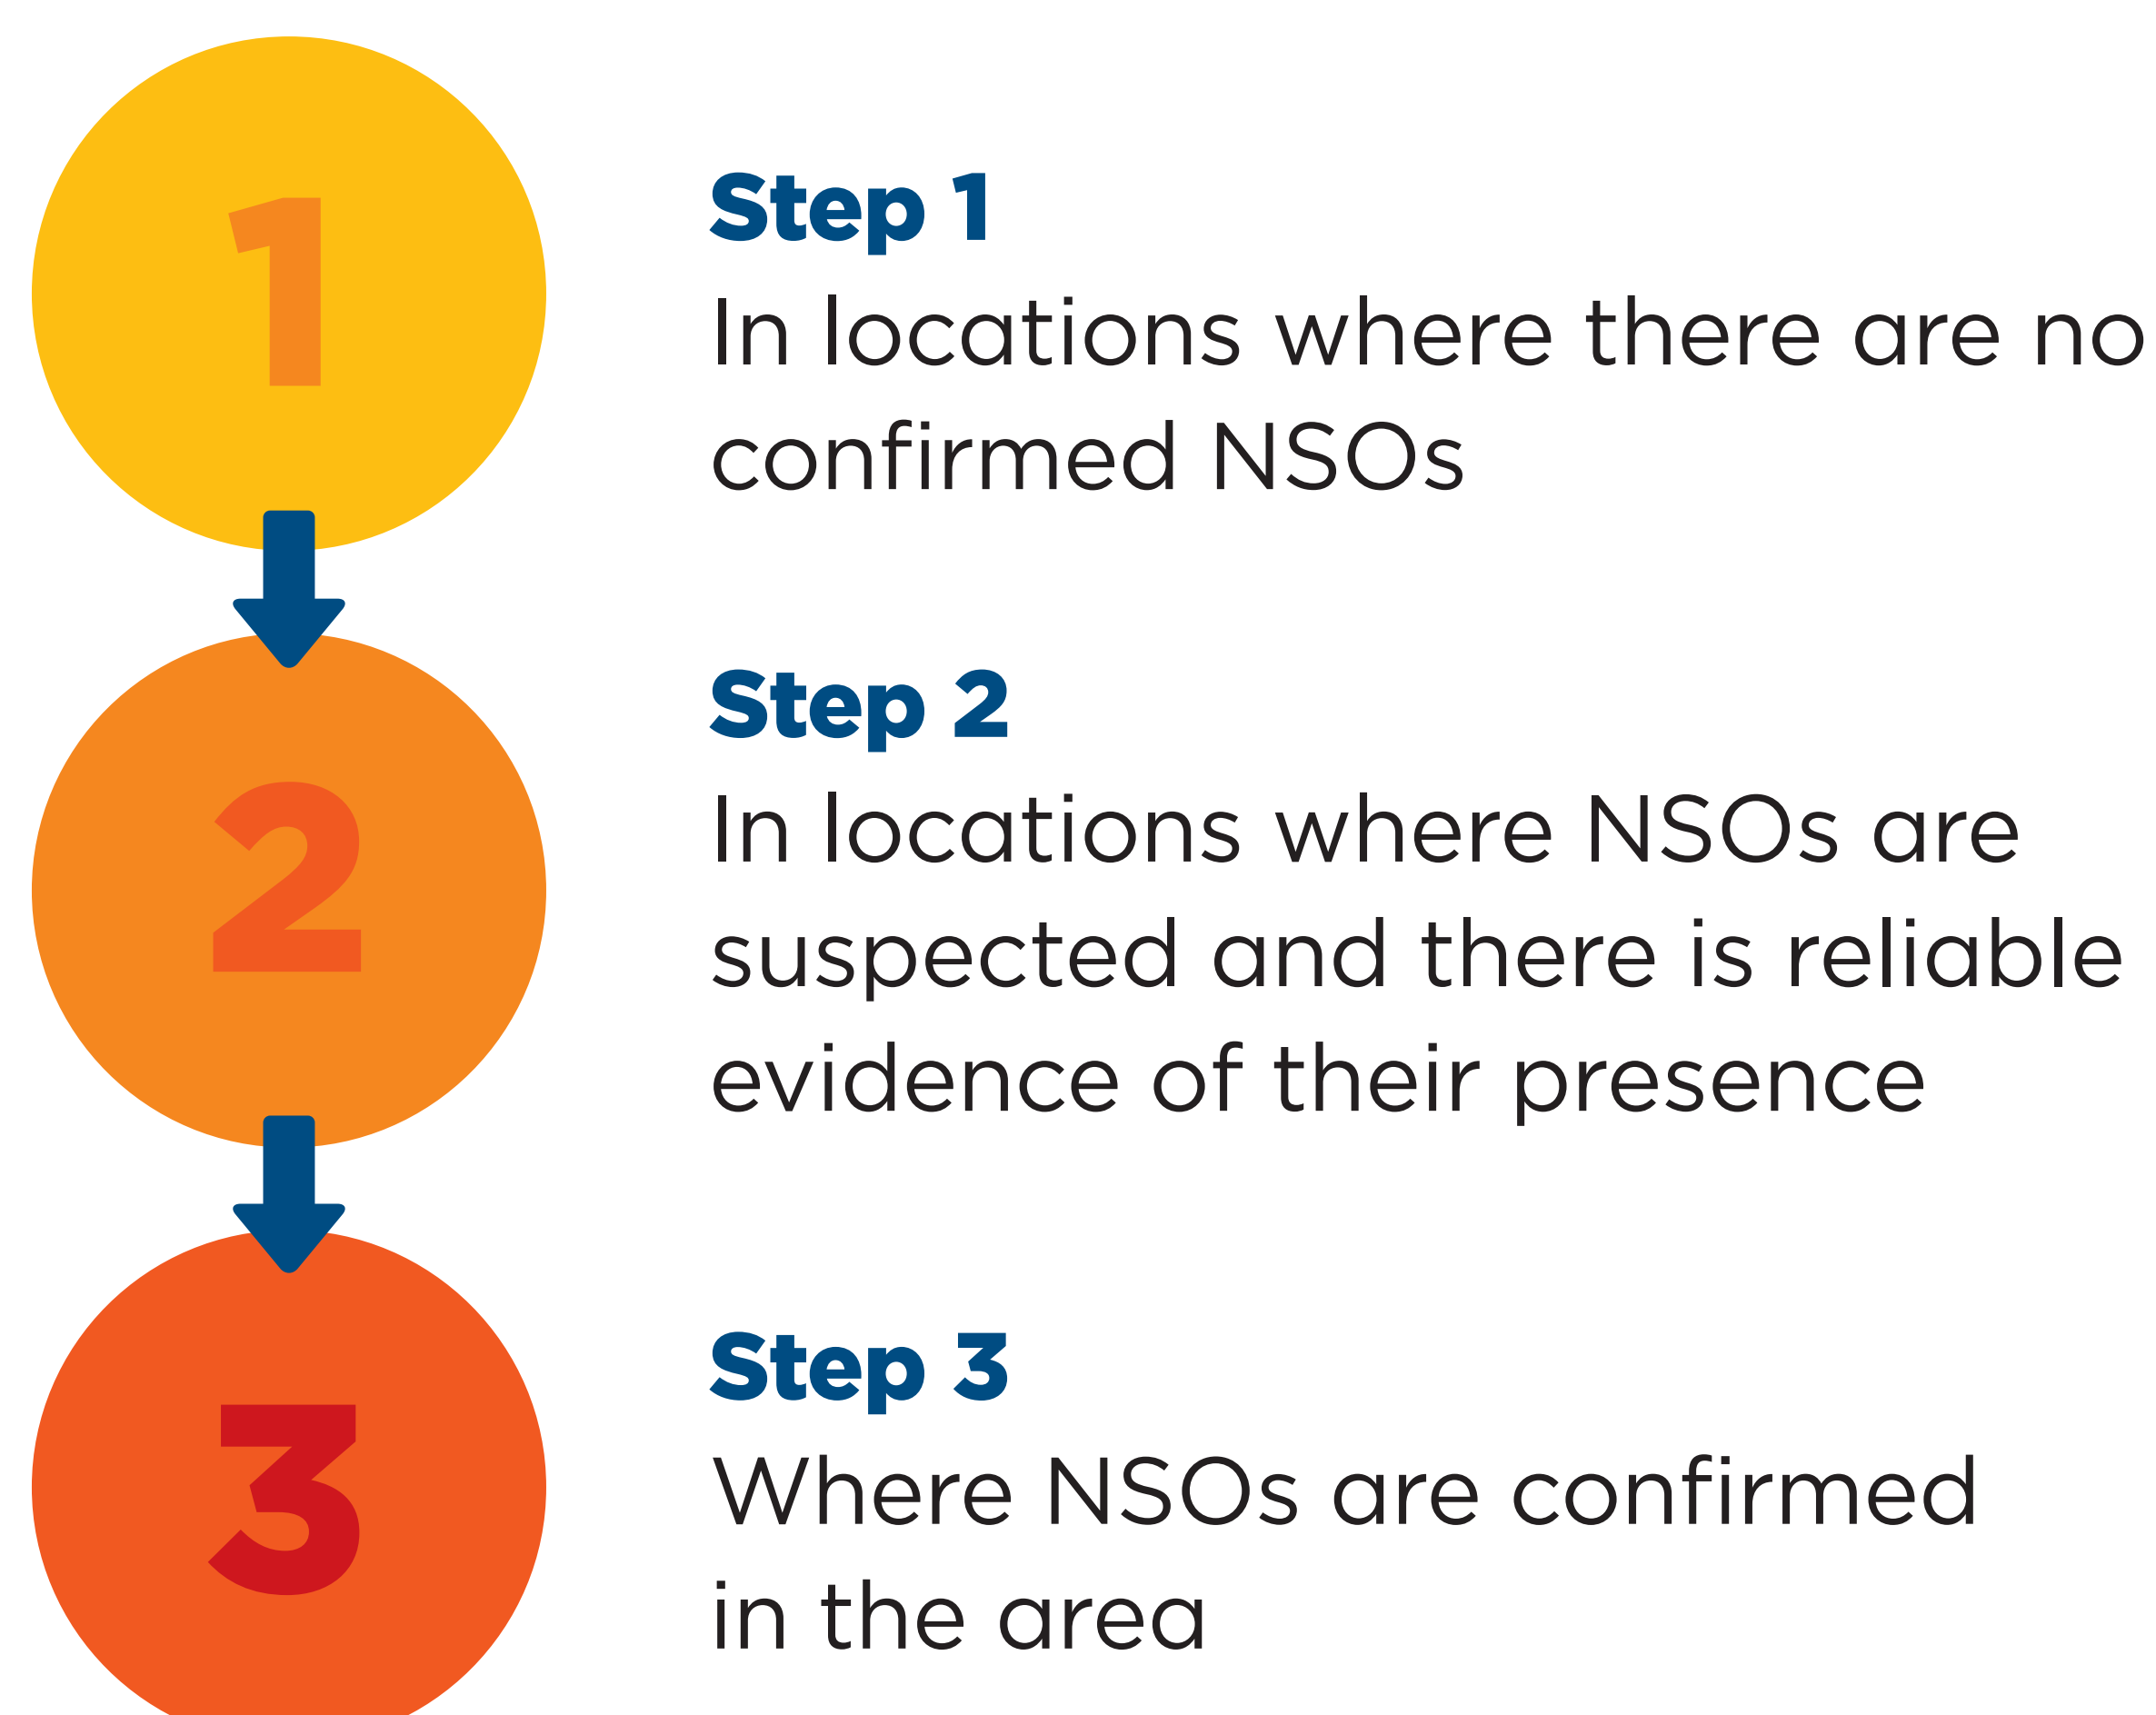 1
Step 1
In locations where there are no
confirmed NSOs
2
Step 2
In locations where NSOs are
suspected and there is reliable
evidence of their presence
3
Step 3
Where NSOs are confirmed
in the area